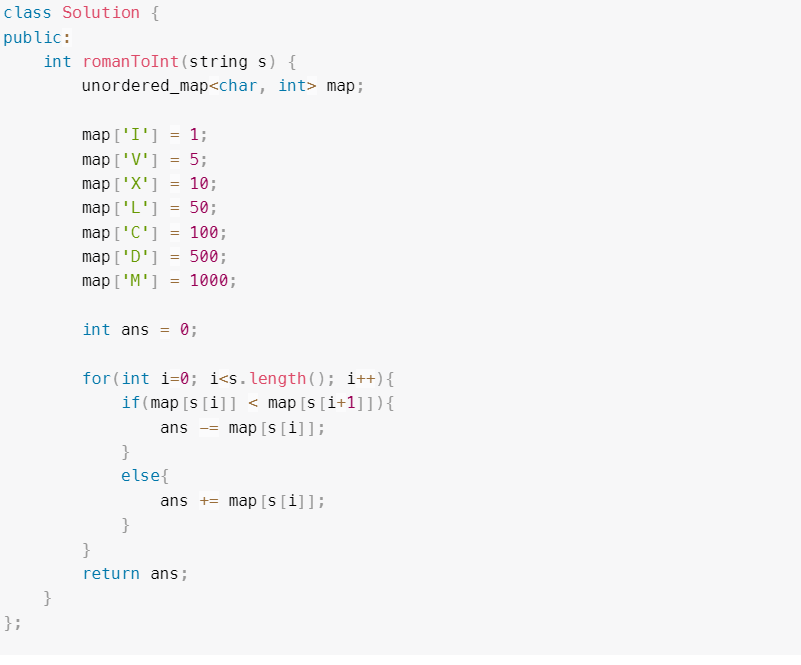 class Solution {
public:
    int romanToInt(string s) {
        unordered_map<char, int> map;

        map['I'] = 1;
        map['V'] = 5;
        map['X'] = 10;
        map['L'] = 50;
        map['C'] = 100;
        map['D'] = 500;
        map['M'] = 1000;

        int ans = 0;

        for(int i=0; i<s.length(); i++){
            if(map[s[i]] < map[s[i+1]]){
                ans -= map[s[i]];
            }
            else{
                ans += map[s[i]];
            }
        }
        return ans;
    }
};